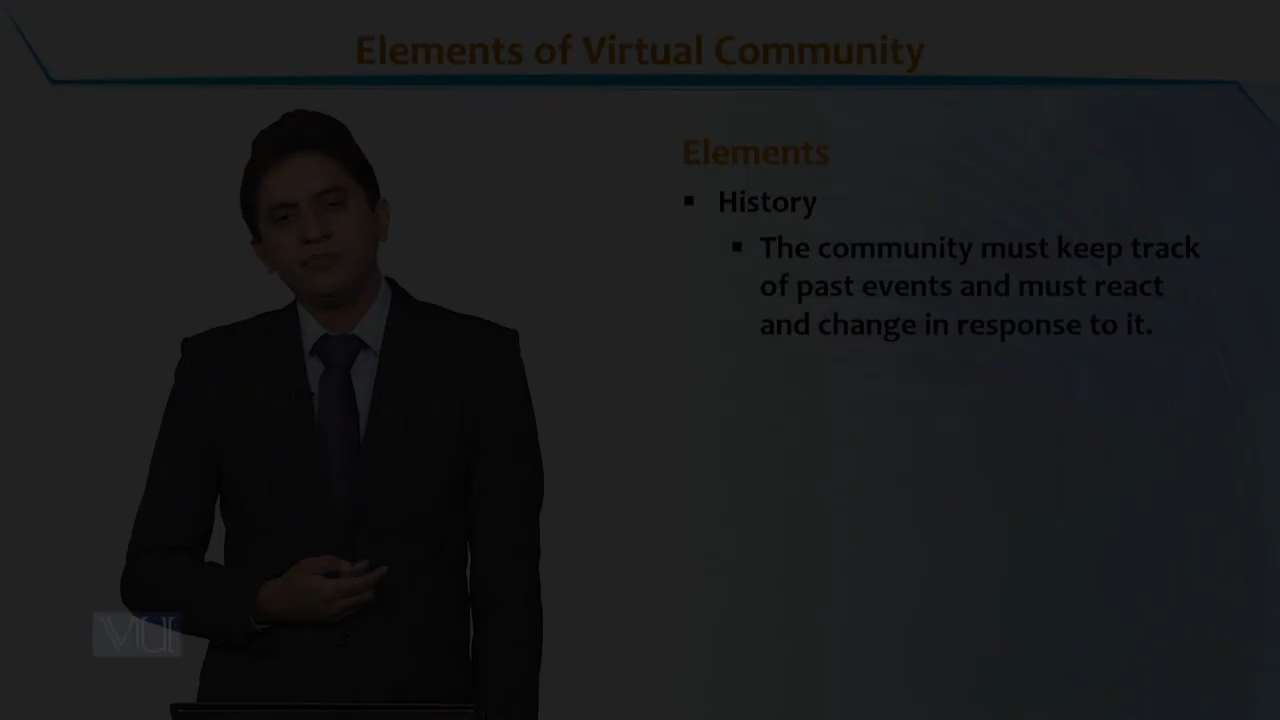 Elements of Virtual Community
Elements
▪ History
▪ The community must keep track
of past events and must react
and change in response to it.
VU